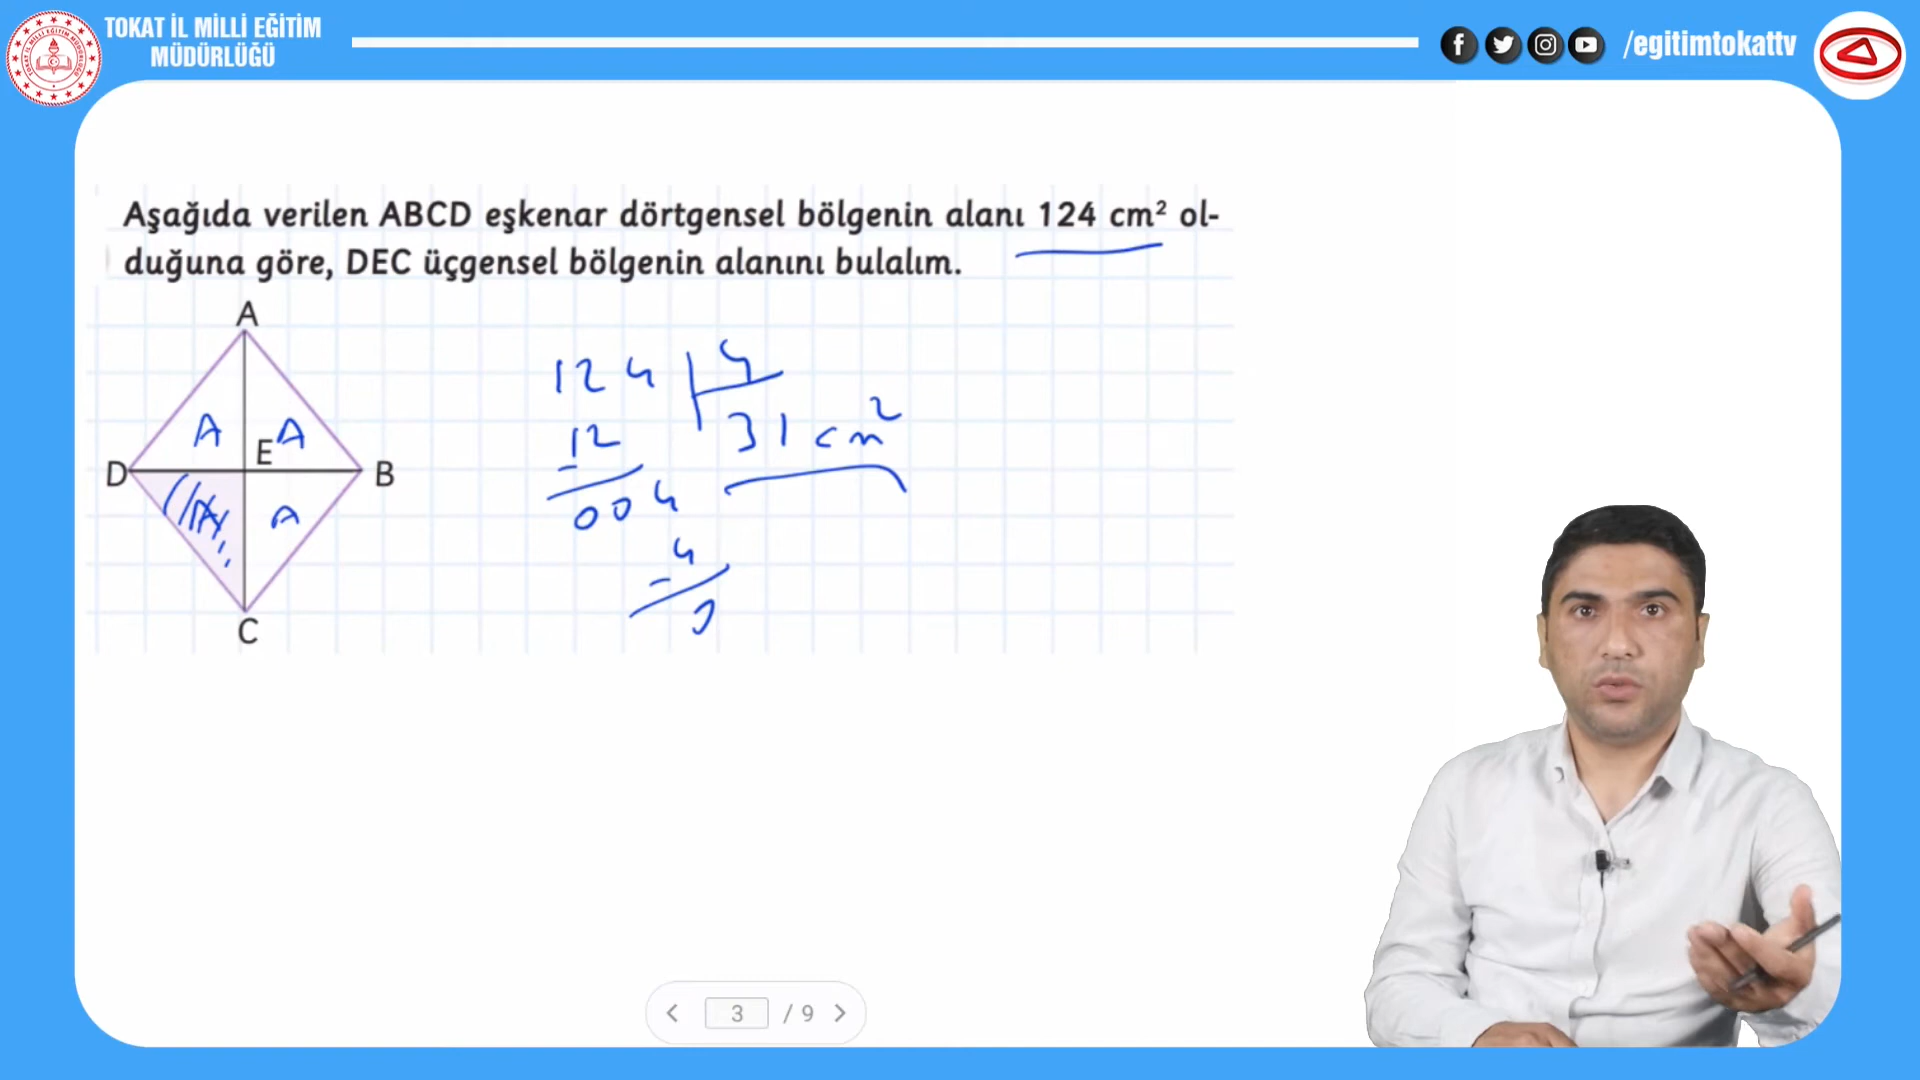 TOKAT İL MİLLİ EĞİTİM
MÜDÜRLÜĞÜ
/egitimtokattv
Aşağıda verilen ABCD eşkenar dörtgensel bölgenin alanı 124 cm² ol-
duğuna göre, DEC üçgensel bölgenin alanını bulalım.
A
A A
E
D B
A A
C
124 4
12 31 cm²
004
-4
0
3 / 9